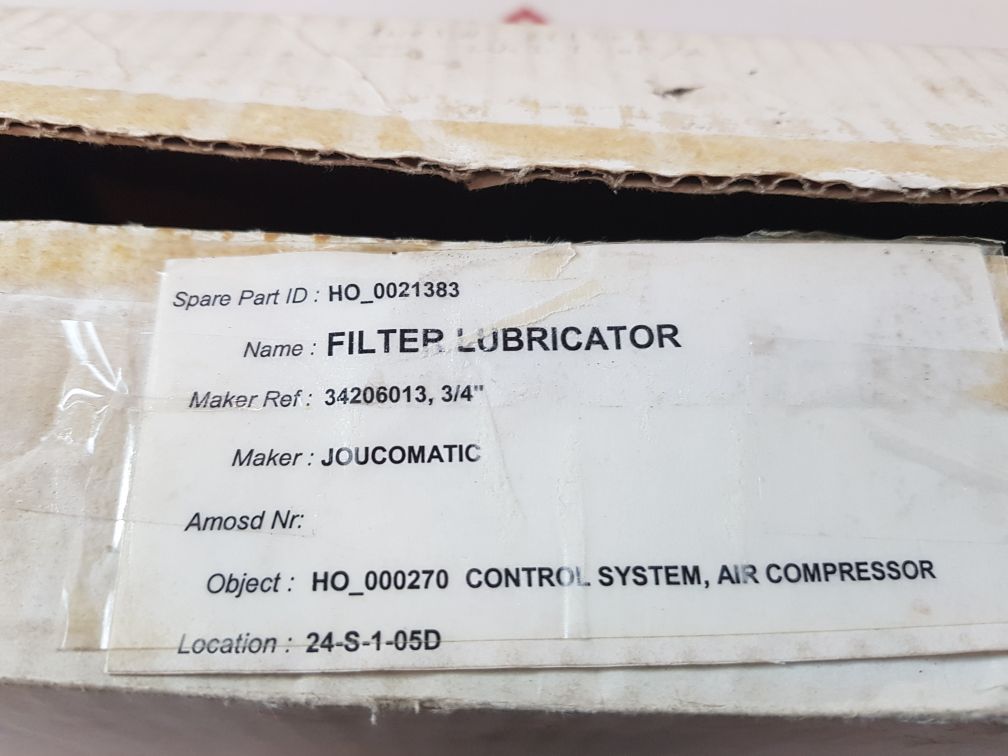 Spare Part ID : HO_0021383
Name : FILTER LUBRICATOR
Maker Ref : 34206013, 3/4"
Maker : JOUCOMATIC
Amosd Nr:
Object : HO_000270 CONTROL SYSTEM, AIR COMPRESSOR
Location : 24-S-1-05D